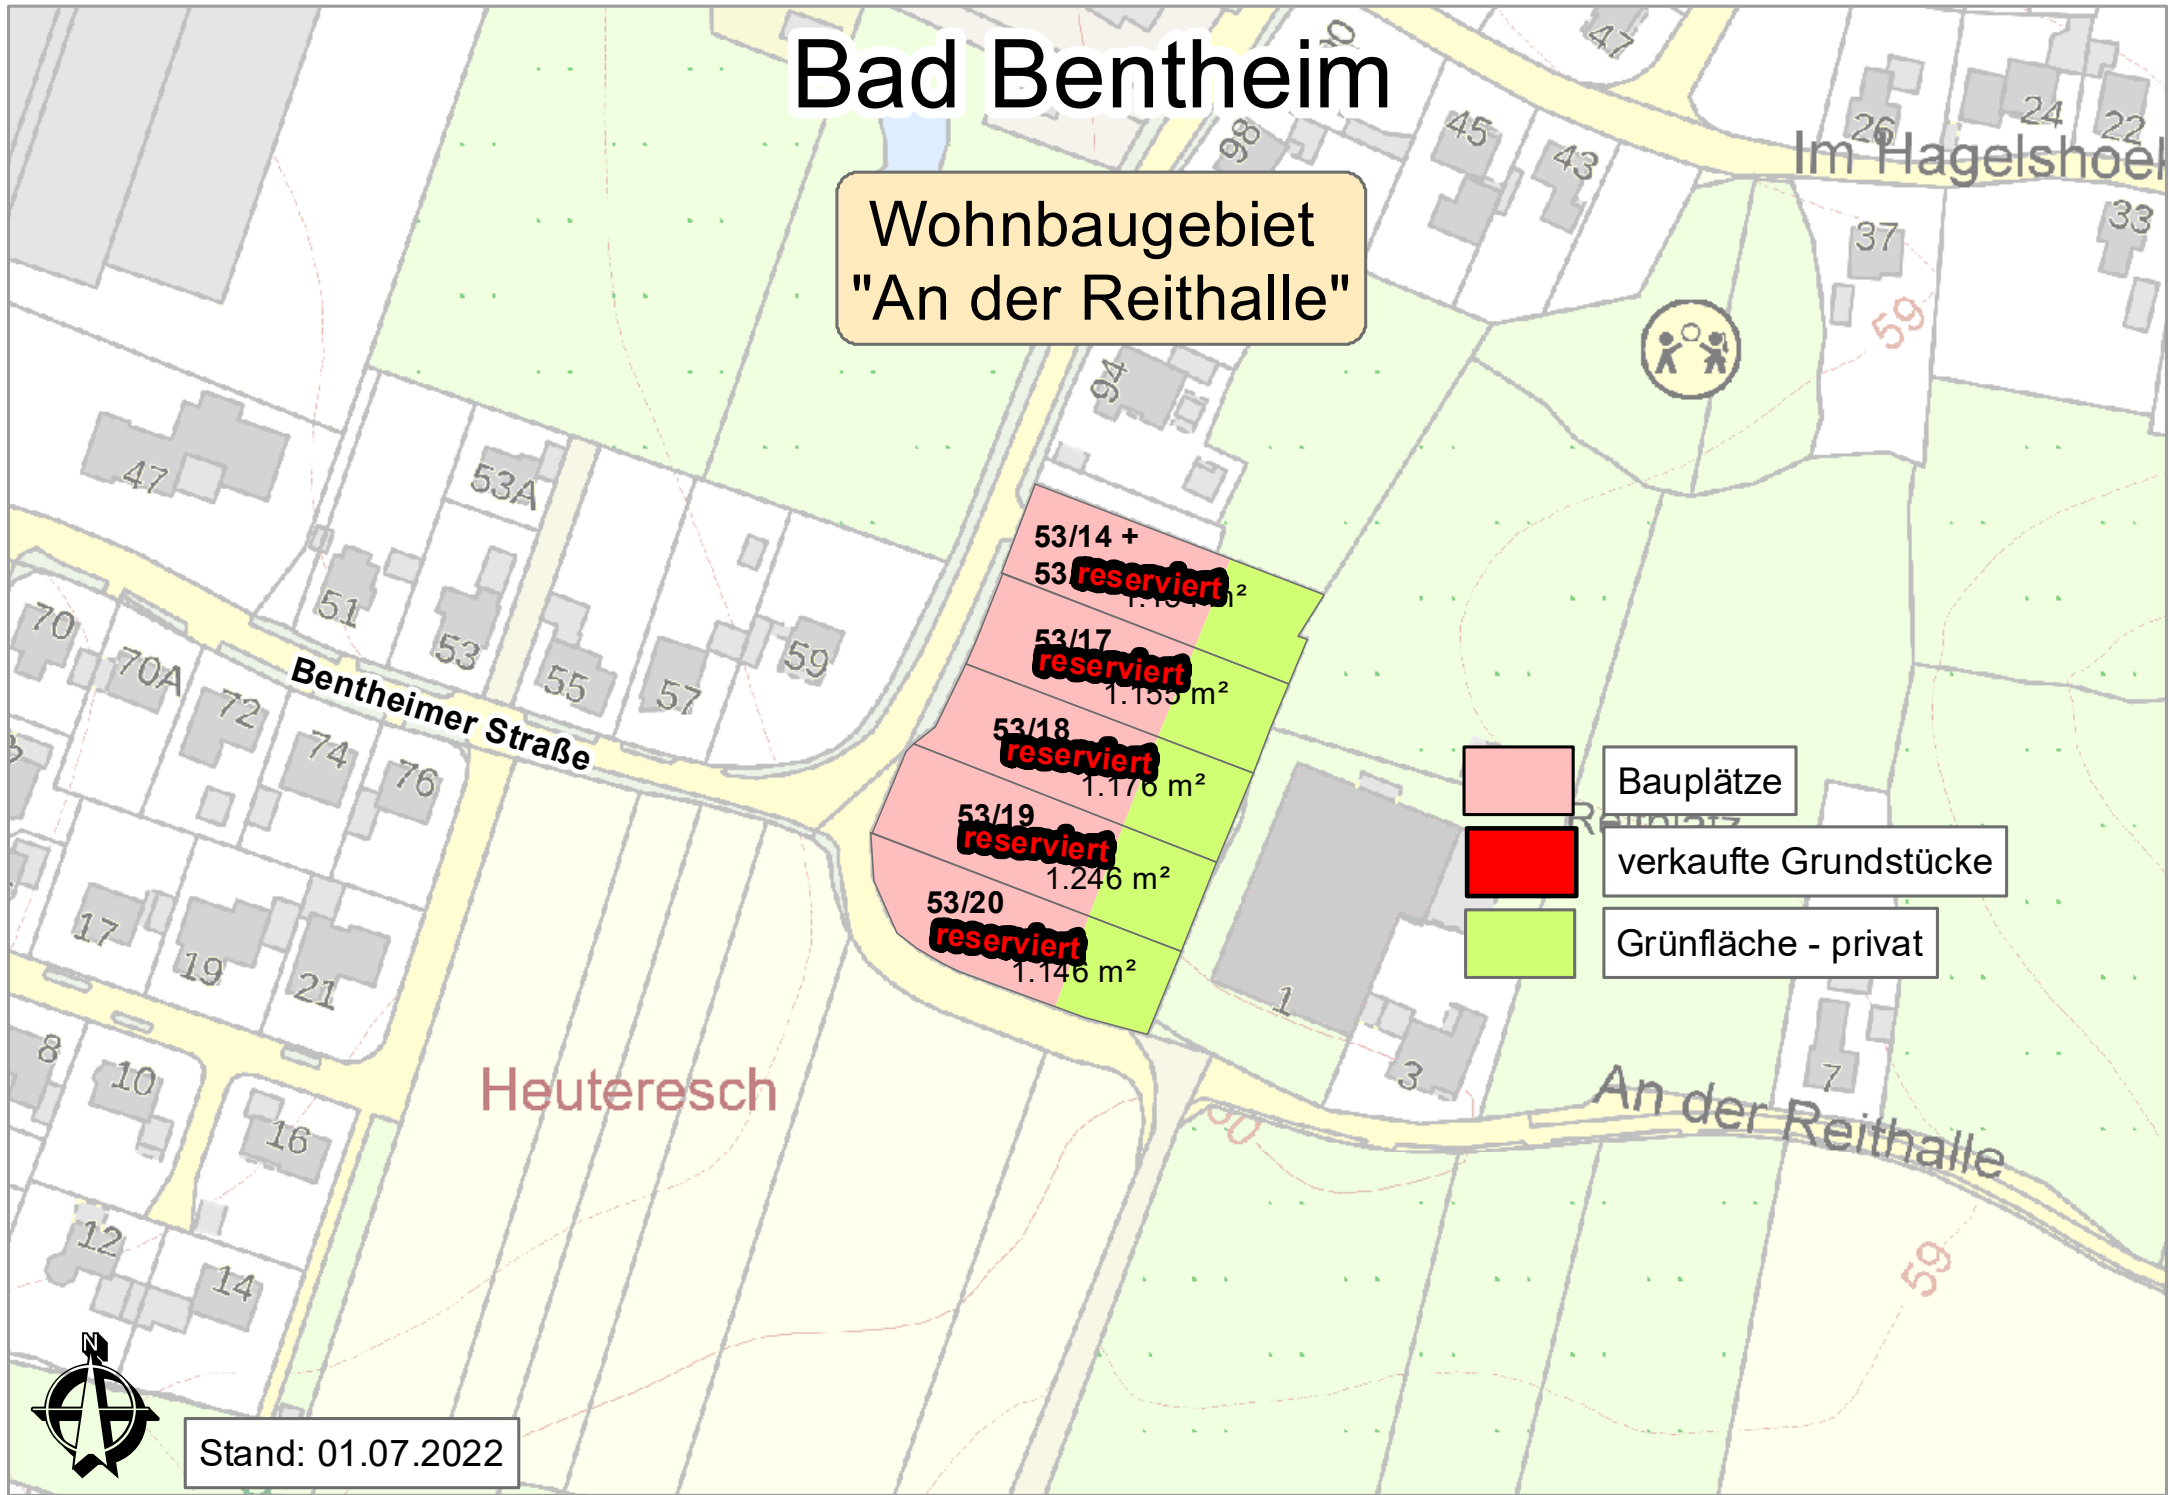 Bad Bentheim
Wohnbaugebiet
"An der Reithalle"
47
98
45
43
26
24
22
Im Hagelshoek
37
33
59
94
47
53A
51
53
55
57
59
70
70A
72
74
76
Bentheimer Straße
53/14 +
reserviert
53/17
reserviert
1.155 m²
53/18
reserviert
1.176 m²
53/19
reserviert
1.246 m²
53/20
reserviert
1.146 m²
Bauplätze
Reitplatz
verkaufte Grundstücke
Grünfläche - privat
17
19
21
1
3
7
8
10
16
Heuteresch
An der Reithalle
12
14
59
N
Stand: 01.07.2022